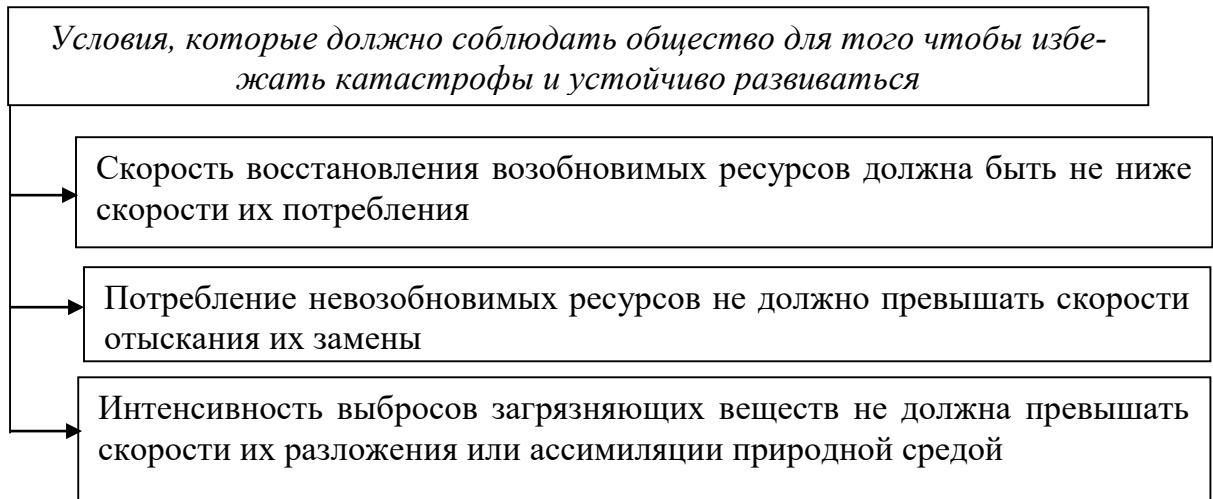 Условия, которые должно соблюдать общество для того чтобы избе-
жать катастрофы и устойчиво развиваться
Скорость восстановления возобновимых ресурсов должна быть не ниже
скорости их потребления
Потребление невозобновимых ресурсов не должно превышать скорости
отыскания их замены
Интенсивность выбросов загрязняющих веществ не должна превышать
скорости их разложения или ассимиляции природной средой